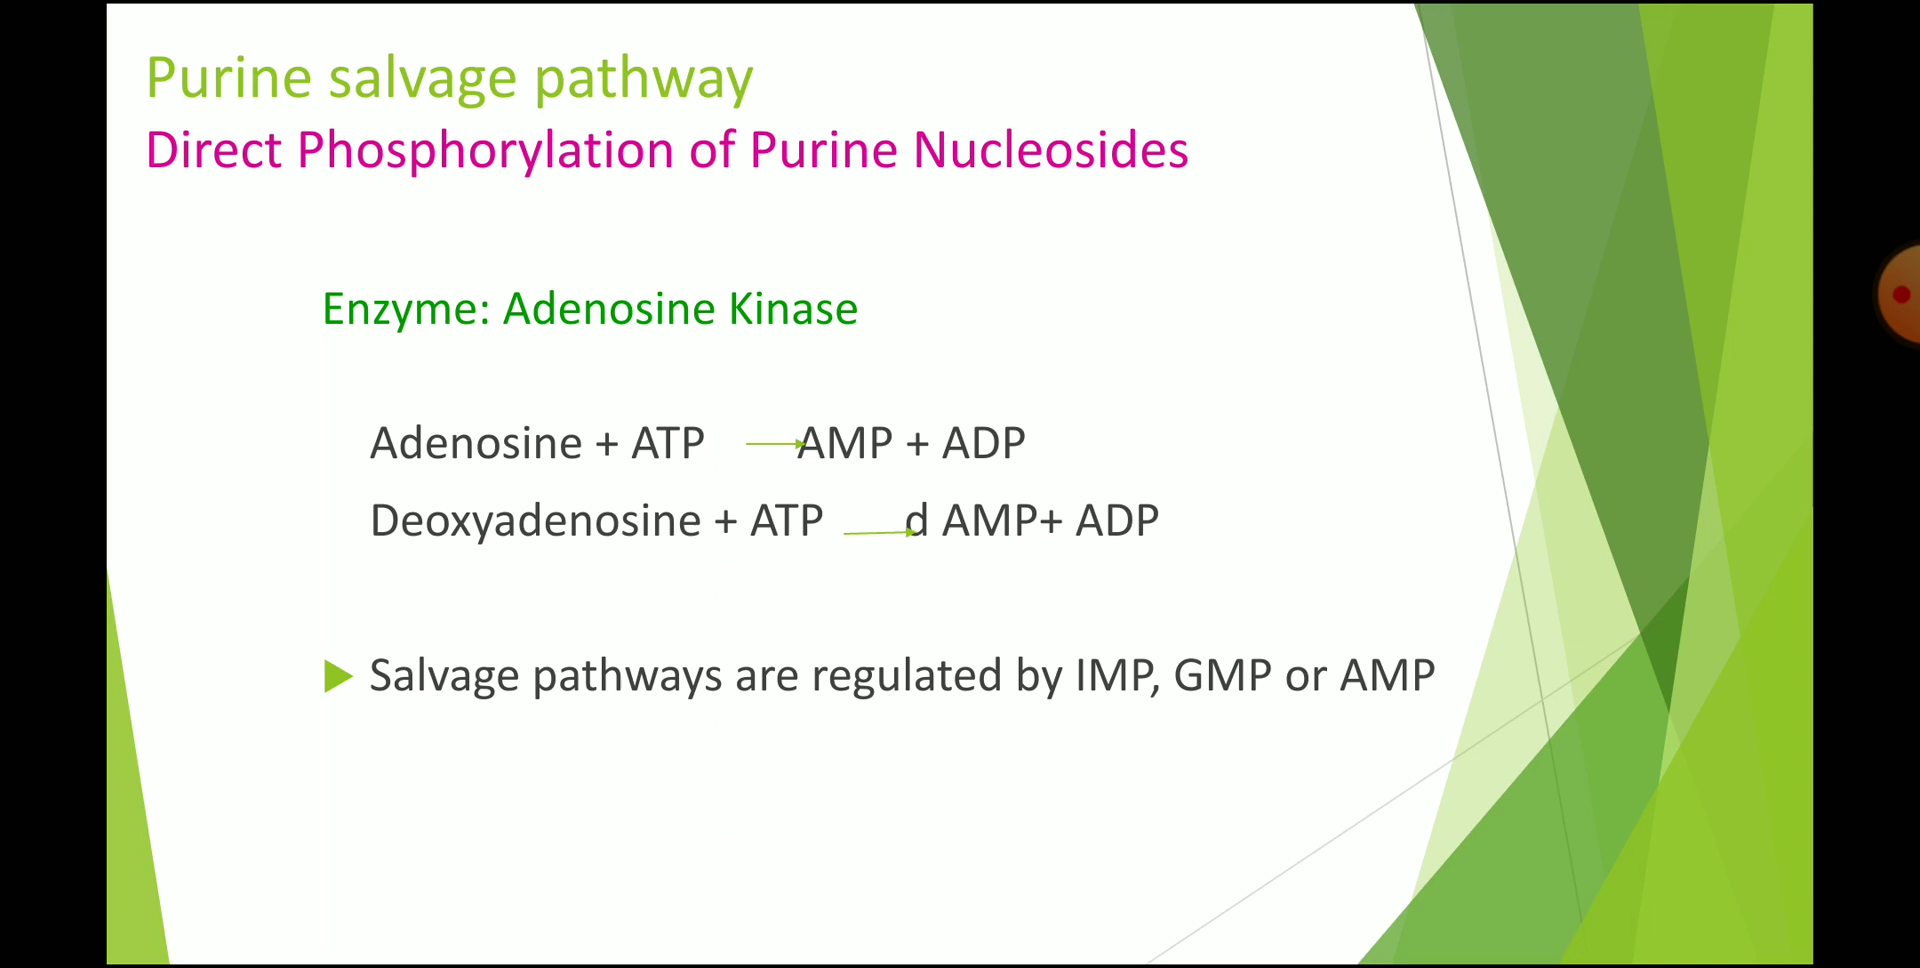 Purine salvage pathway
Direct Phosphorylation of Purine Nucleosides
Enzyme: Adenosine Kinase
Adenosine + ATP → AMP + ADP
Deoxyadenosine + ATP → d AMP+ ADP
Salvage pathways are regulated by IMP, GMP or AMP